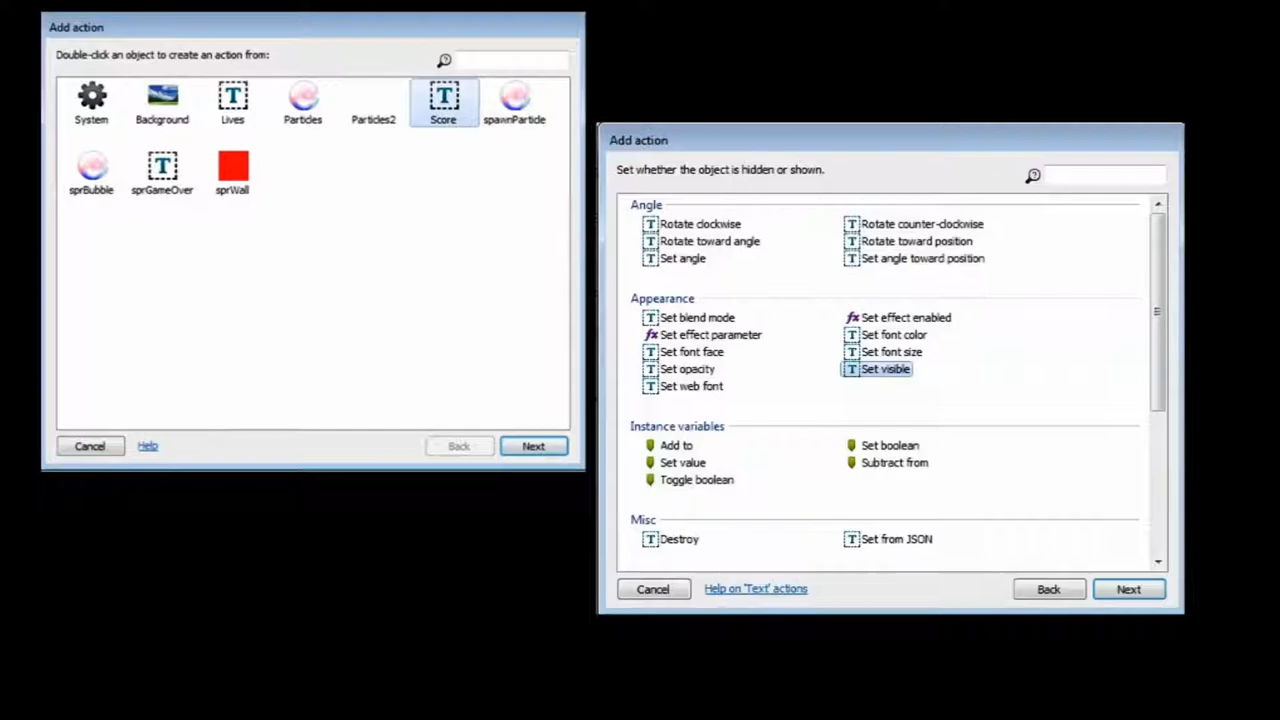 Add action
Double-click an object to create an action from:
System Background Lives Particles Particles2 Score spawnParticle
sprBubble sprGameOver sprWall
Cancel Help Back Next
Add action
Set whether the object is hidden or shown.
Angle
Rotate clockwise Rotate counter-clockwise
Rotate toward angle Rotate toward position
Set angle Set angle toward position
Appearance
Set blend mode Set effect enabled
Set effect parameter Set font color
Set font face Set font size
Set opacity Set visible
Set web font
Instance variables
Add to Set boolean
Set value Subtract from
Toggle boolean
Misc
Destroy Set from JSON
Cancel Help on 'Text' actions Back Next